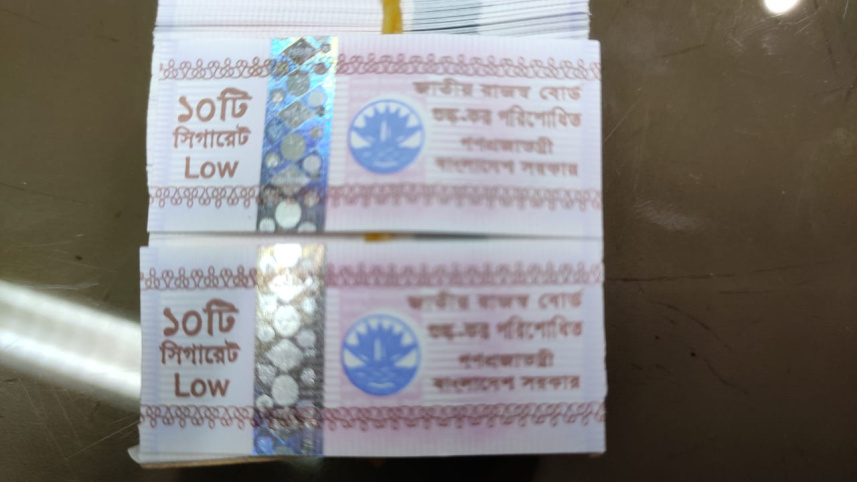 ১০টি
সিগারেট
Low
জাতীয় রাজস্ব বোর্ড
শুল্ক-কর পরিশোধিত
গণপ্রজাতন্ত্রী
বাংলাদেশ সরকার
১০টি
সিগারেট
Low
জাতীয় রাজস্ব বোর্ড
শুল্ক-কর পরিশোধিত
গণপ্রজাতন্ত্রী
বাংলাদেশ সরকার